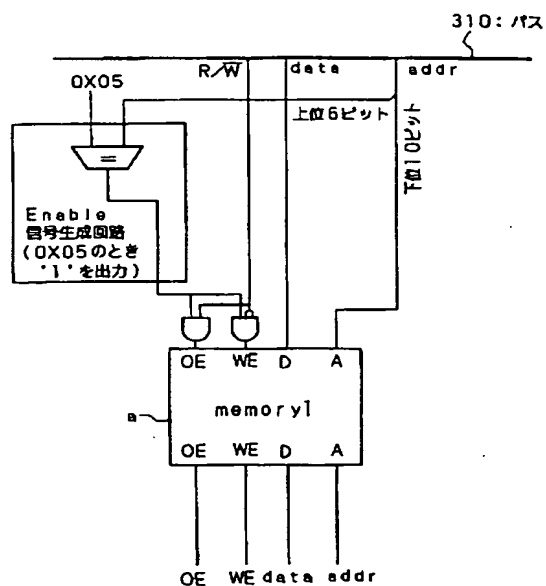 310: バス
R/W̅
data
addr
0X05
上位6ビット
下位10ビット
=
Enable
信号生成回路
(0X05のとき
'1'を出力)
OE WE D A
a
memory1
OE WE D A
OE WE data addr